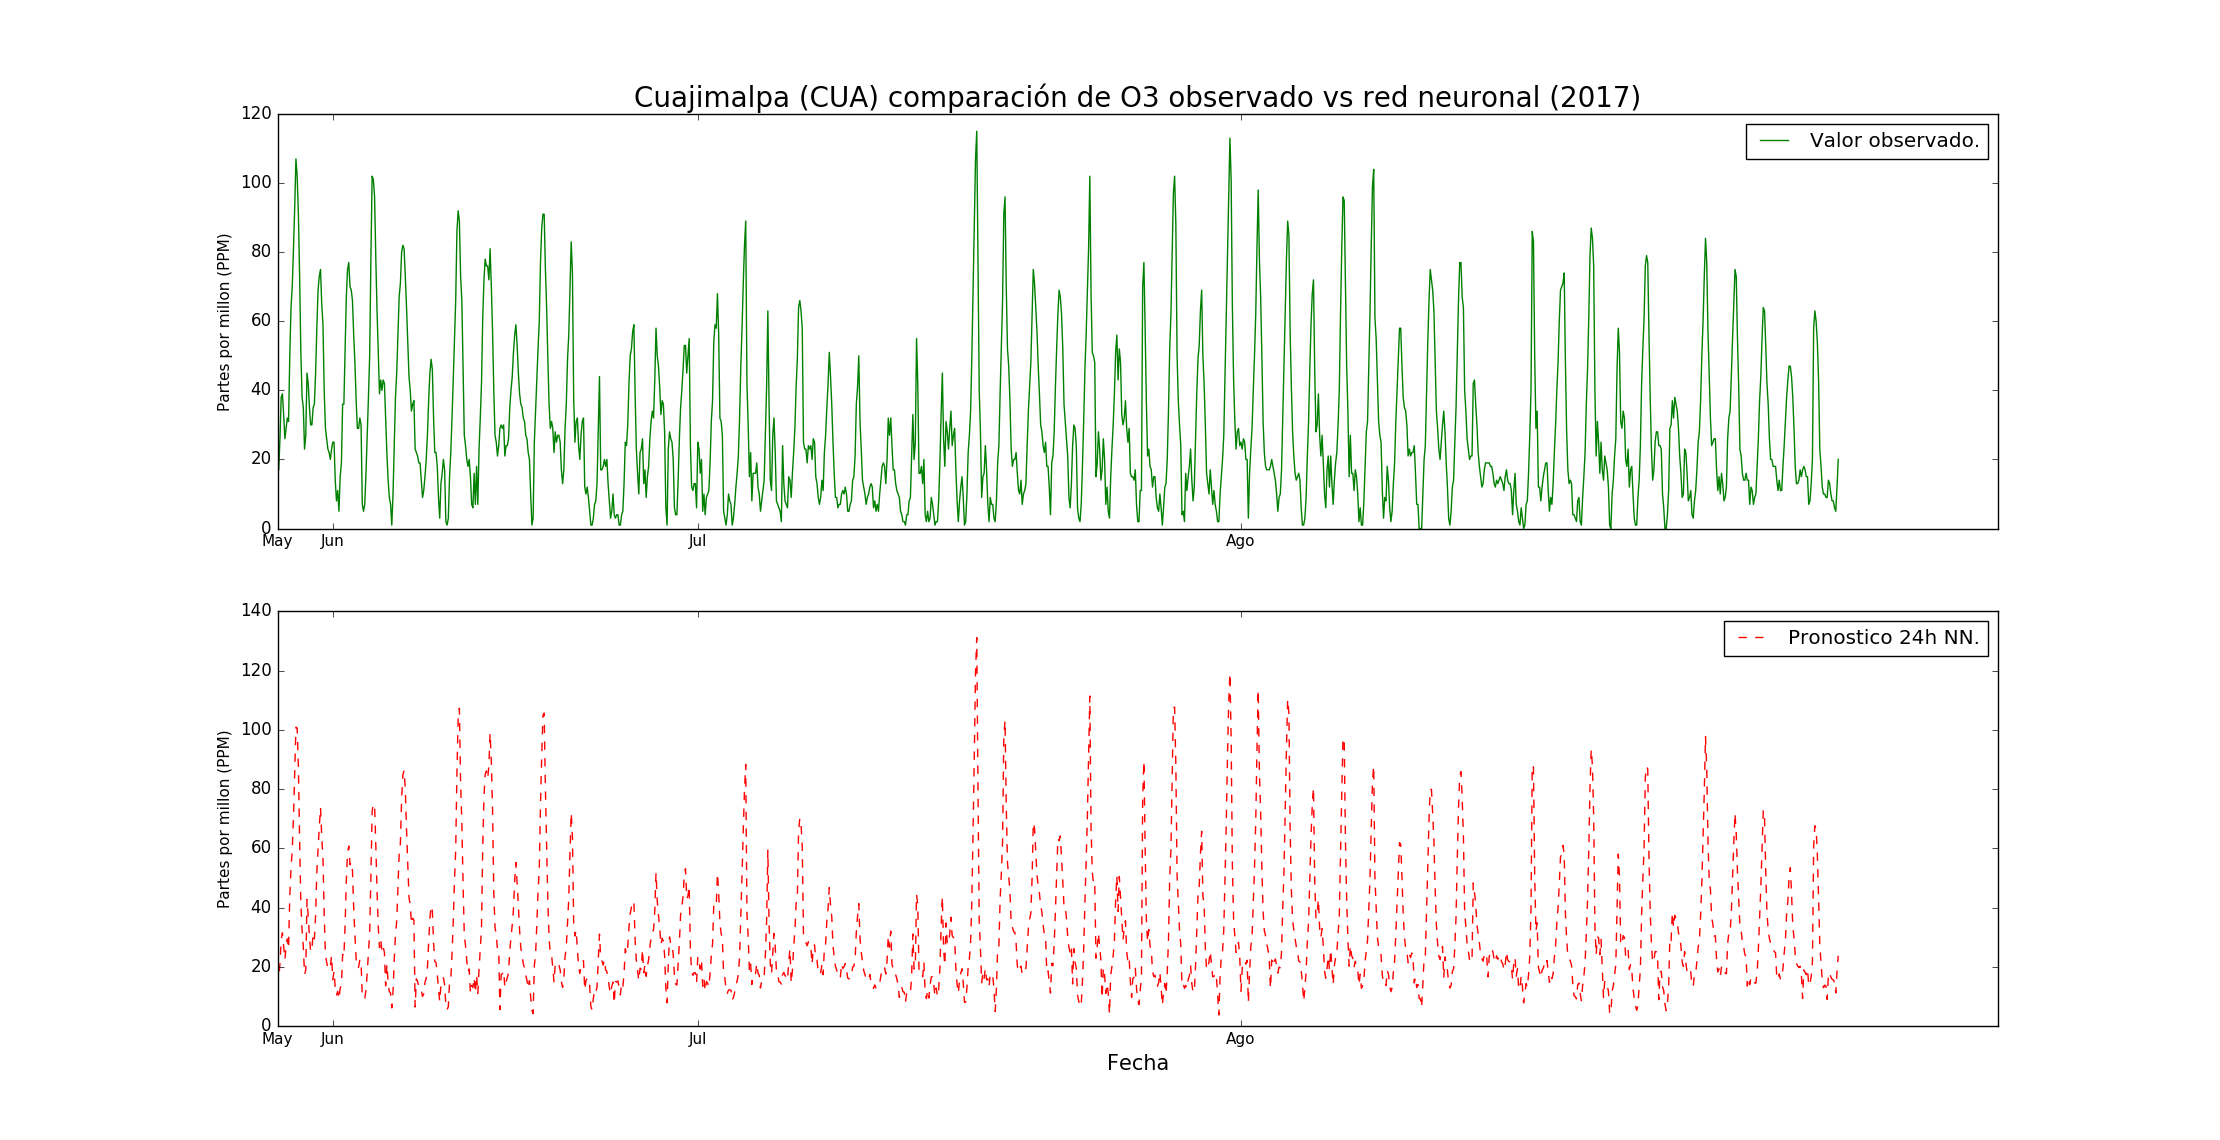 Cuajimalpa (CUA) comparación de O3 observado vs red neuronal (2017)
120
100
80
60
40
20
0
Partes por millon (PPM)
Valor observado.
May Jun Jul Ago
140
120
100
80
60
40
20
0
Partes por millon (PPM)
Pronostico 24h NN.
May Jun Jul Ago
Fecha